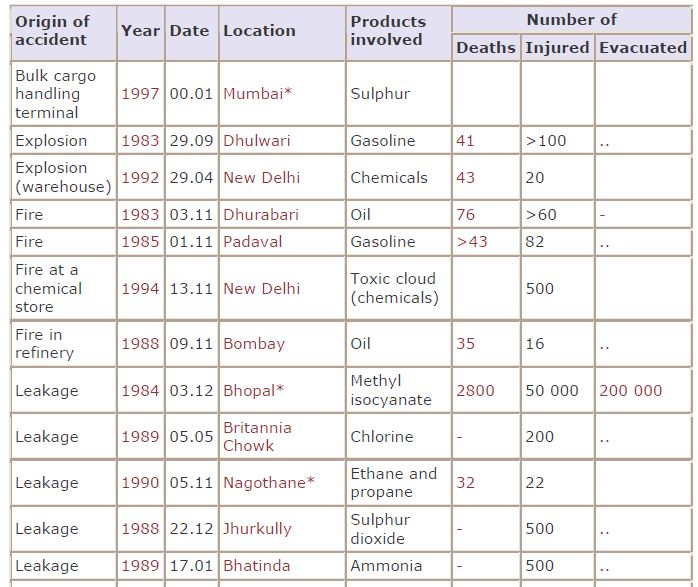 Origin of accident Year Date Location Products involved Number of
Deaths Injured Evacuated
Bulk cargo handling terminal 1997 00.01 Mumbai* Sulphur
Explosion 1983 29.09 Dhulwari Gasoline 41 >100 ..
Explosion (warehouse) 1992 29.04 New Delhi Chemicals 43 20
Fire 1983 03.11 Dhurabari Oil 76 >60 -
Fire 1985 01.11 Padaval Gasoline >43 82 ..
Fire at a chemical store 1994 13.11 New Delhi Toxic cloud (chemicals) 500
Fire in refinery 1988 09.11 Bombay Oil 35 16 ..
Leakage 1984 03.12 Bhopal* Methyl isocyanate 2800 50 000 200 000
Leakage 1989 05.05 Britannia Chowk Chlorine - 200 ..
Leakage 1990 05.11 Nagothane* Ethane and propane 32 22
Leakage 1988 22.12 Jhurkully Sulphur dioxide - 500 ..
Leakage 1989 17.01 Bhatinda Ammonia - 500 ..